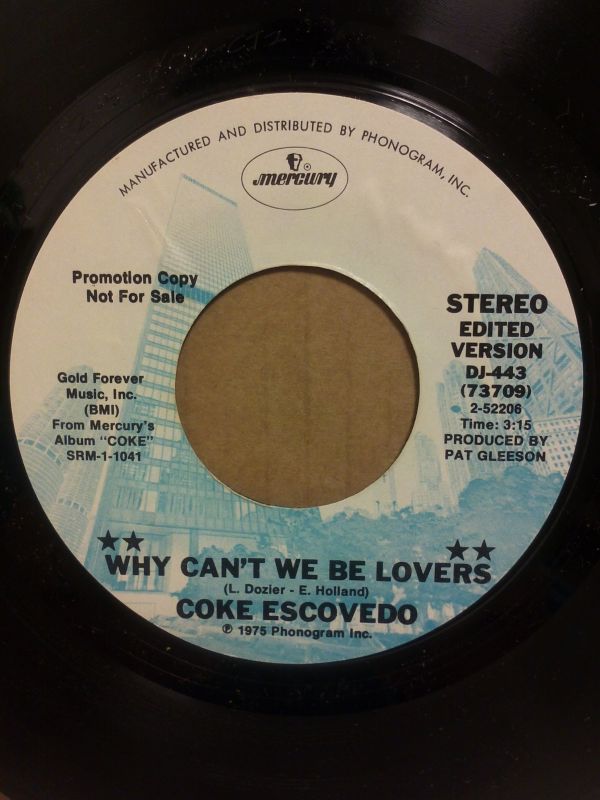 MANUFACTURED AND DISTRIBUTED BY PHONOGRAM, INC.
mercury
Promotion Copy
Not For Sale
Gold Forever
Music, Inc.
(BMI)
From Mercury's
Album "COKE"
SRM-1-1041
STEREO
EDITED
VERSION
DJ-443
(73709)
2-52206
Time: 3:15
PRODUCED BY
PAT GLEESON
★★ ★★
WHY CAN'T WE BE LOVERS
(L. Dozier - E. Holland)
COKE ESCOVEDO
℗ 1975 Phonogram Inc.